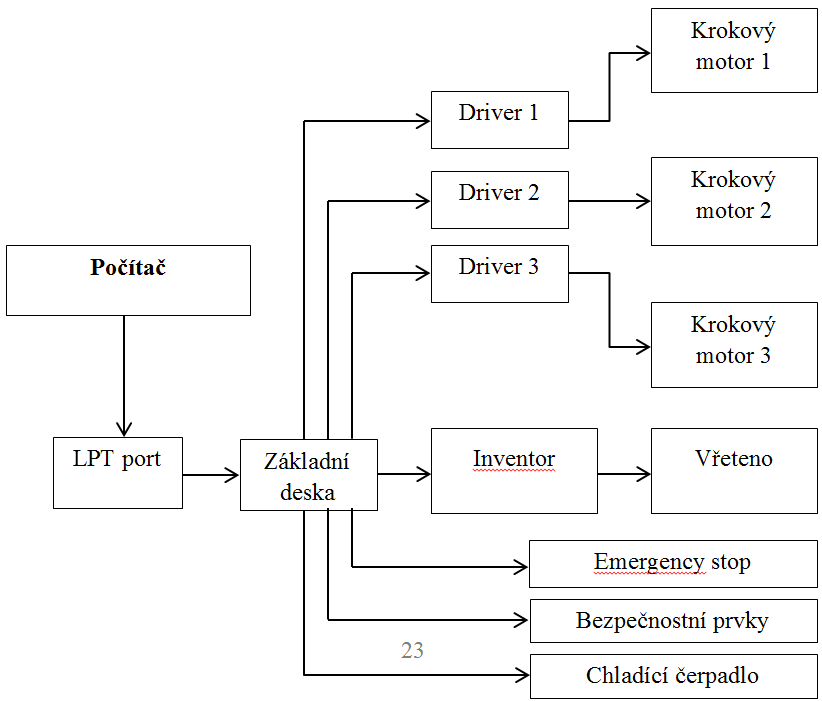 Krokový
motor 1
Driver 1
Krokový
motor 2
Driver 2
Počítač
Driver 3
Krokový
motor 3
LPT port
Základní
deska
Inventor
Vřeteno
Emergency stop
Bezpečnostní prvky
23
Chladící čerpadlo